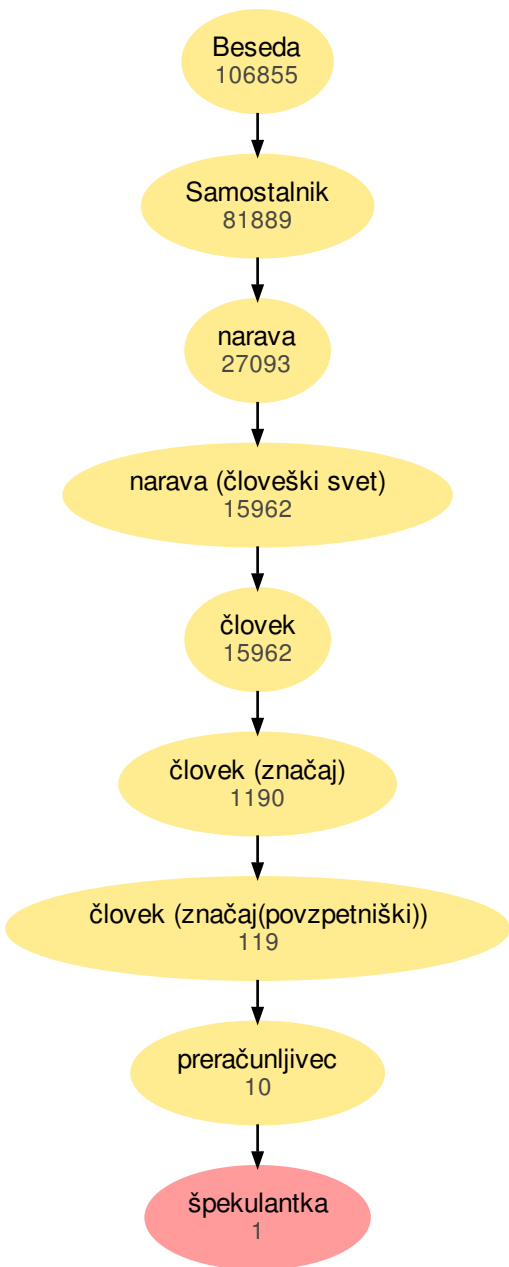 Beseda
106855
Samostalnik
81889
narava
27093
narava (človeški svet)
15962
človek
15962
človek (značaj)
1190
človek (značaj(povzpetniški))
119
preračunljivec
10
špekulantka
1